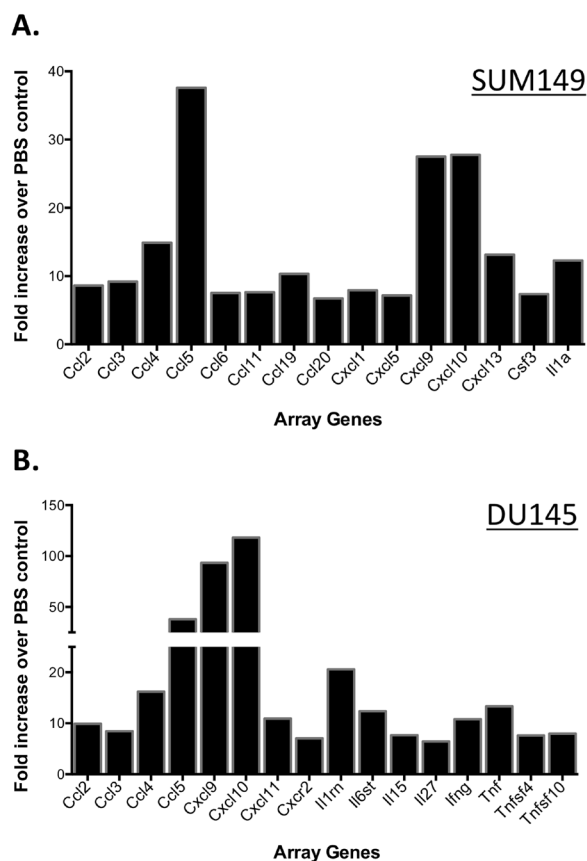 A.
SUM149
Fold increase over PBS control
40
30
20
10
0
Ccl2 Ccl3 Ccl4 Ccl5 Ccl6 Ccl11 Ccl19 Ccl20 Cxcl1 Cxcl5 Cxcl9 Cxcl10 Cxcl13 Csf3 Il1a
Array Genes
B.
DU145
Fold increase over PBS control
150
100
50
20
10
0
Ccl2 Ccl3 Ccl4 Ccl5 Cxcl9 Cxcl10 Cxcl11 Cxcr2 Il1rn Il6st Il15 Il27 Ifng Tnf Tnfsf4 Tnfsf10
Array Genes